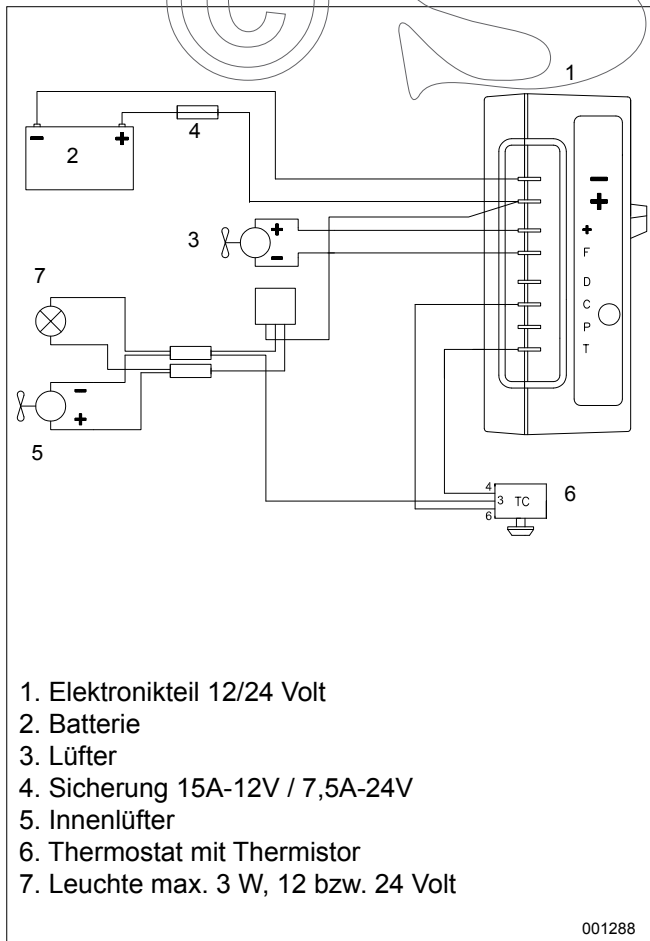 ©
1
4
2
3
7
5
F
D
C
P
T
4
3 TC
6
6
1. Elektronikteil 12/24 Volt
2. Batterie
3. Lüfter
4. Sicherung 15A-12V / 7,5A-24V
5. Innenlüfter
6. Thermostat mit Thermistor
7. Leuchte max. 3 W, 12 bzw. 24 Volt
001288